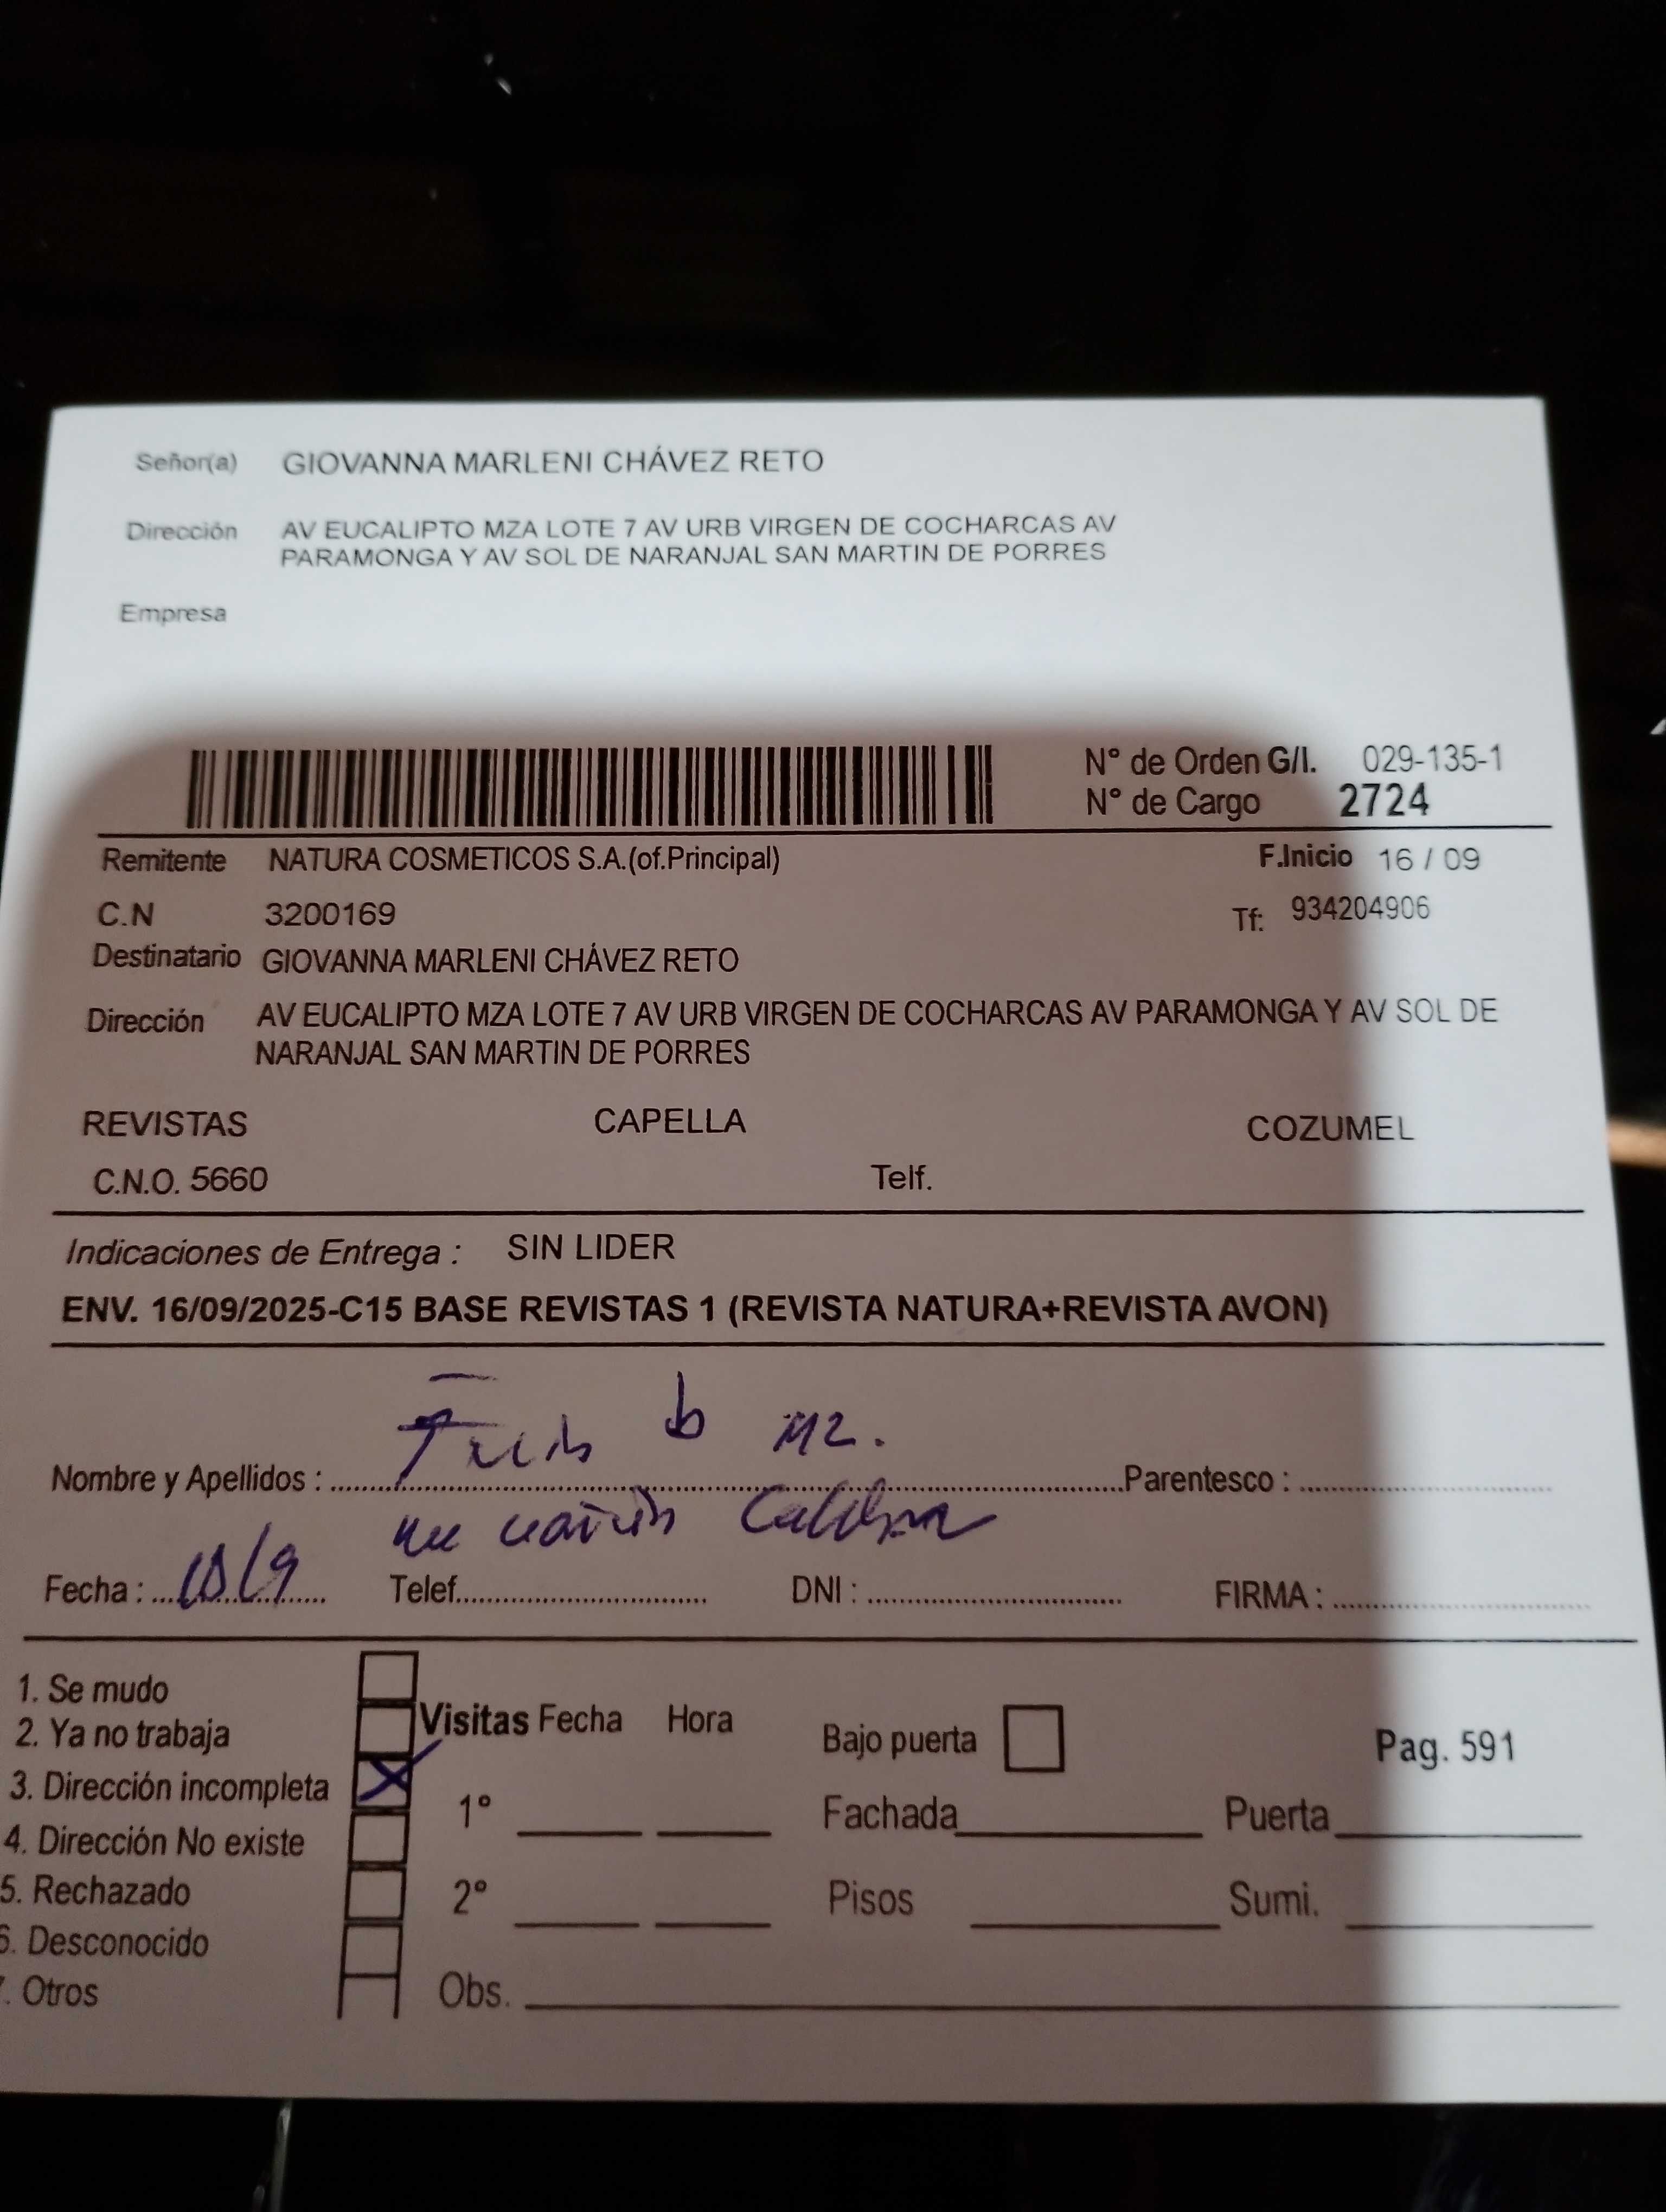 Señor(a) GIOVANNA MARLENI CHÁVEZ RETO
Dirección AV EUCALIPTO MZA LOTE 7 AV URB VIRGEN DE COCHARCAS AV
PARAMONGA Y AV SOL DE NARANJAL SAN MARTIN DE PORRES
Empresa
N° de Orden G/I. 029-135-1
N° de Cargo 2724
Remitente NATURA COSMETICOS S.A.(of.Principal) F.Inicio 16 / 09
C.N 3200169 Tf: 934204906
Destinatario GIOVANNA MARLENI CHÁVEZ RETO
Dirección AV EUCALIPTO MZA LOTE 7 AV URB VIRGEN DE COCHARCAS AV PARAMONGA Y AV SOL DE
NARANJAL SAN MARTIN DE PORRES
REVISTAS CAPELLA COZUMEL
C.N.O. 5660 Telf.
Indicaciones de Entrega : SIN LIDER
ENV. 16/09/2025-C15 BASE REVISTAS 1 (REVISTA NATURA+REVISTA AVON)
b MZ.
Nombre y Apellidos : Parentesco :
Fecha : Telef. DNI : FIRMA :
1. Se mudo
2. Ya no trabaja Visitas Fecha Hora Bajo puerta Pag. 591
3. Dirección incompleta X 1° Fachada Puerta
4. Dirección No existe
5. Rechazado 2° Pisos Sumi.
6. Desconocido
. Otros Obs.